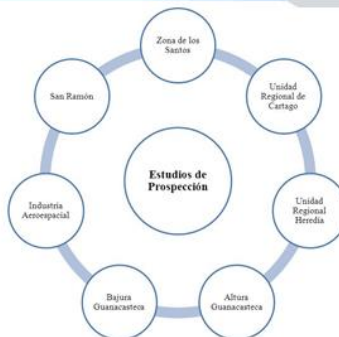 Zona de los
Santos
Unidad
Regional de
Cartago
Unidad
Regional
Heredia
Altura
Guanacasteca
Bajura
Guanacasteca
Industria
Aeroespacial
San Ramón
Estudios de
Prospección